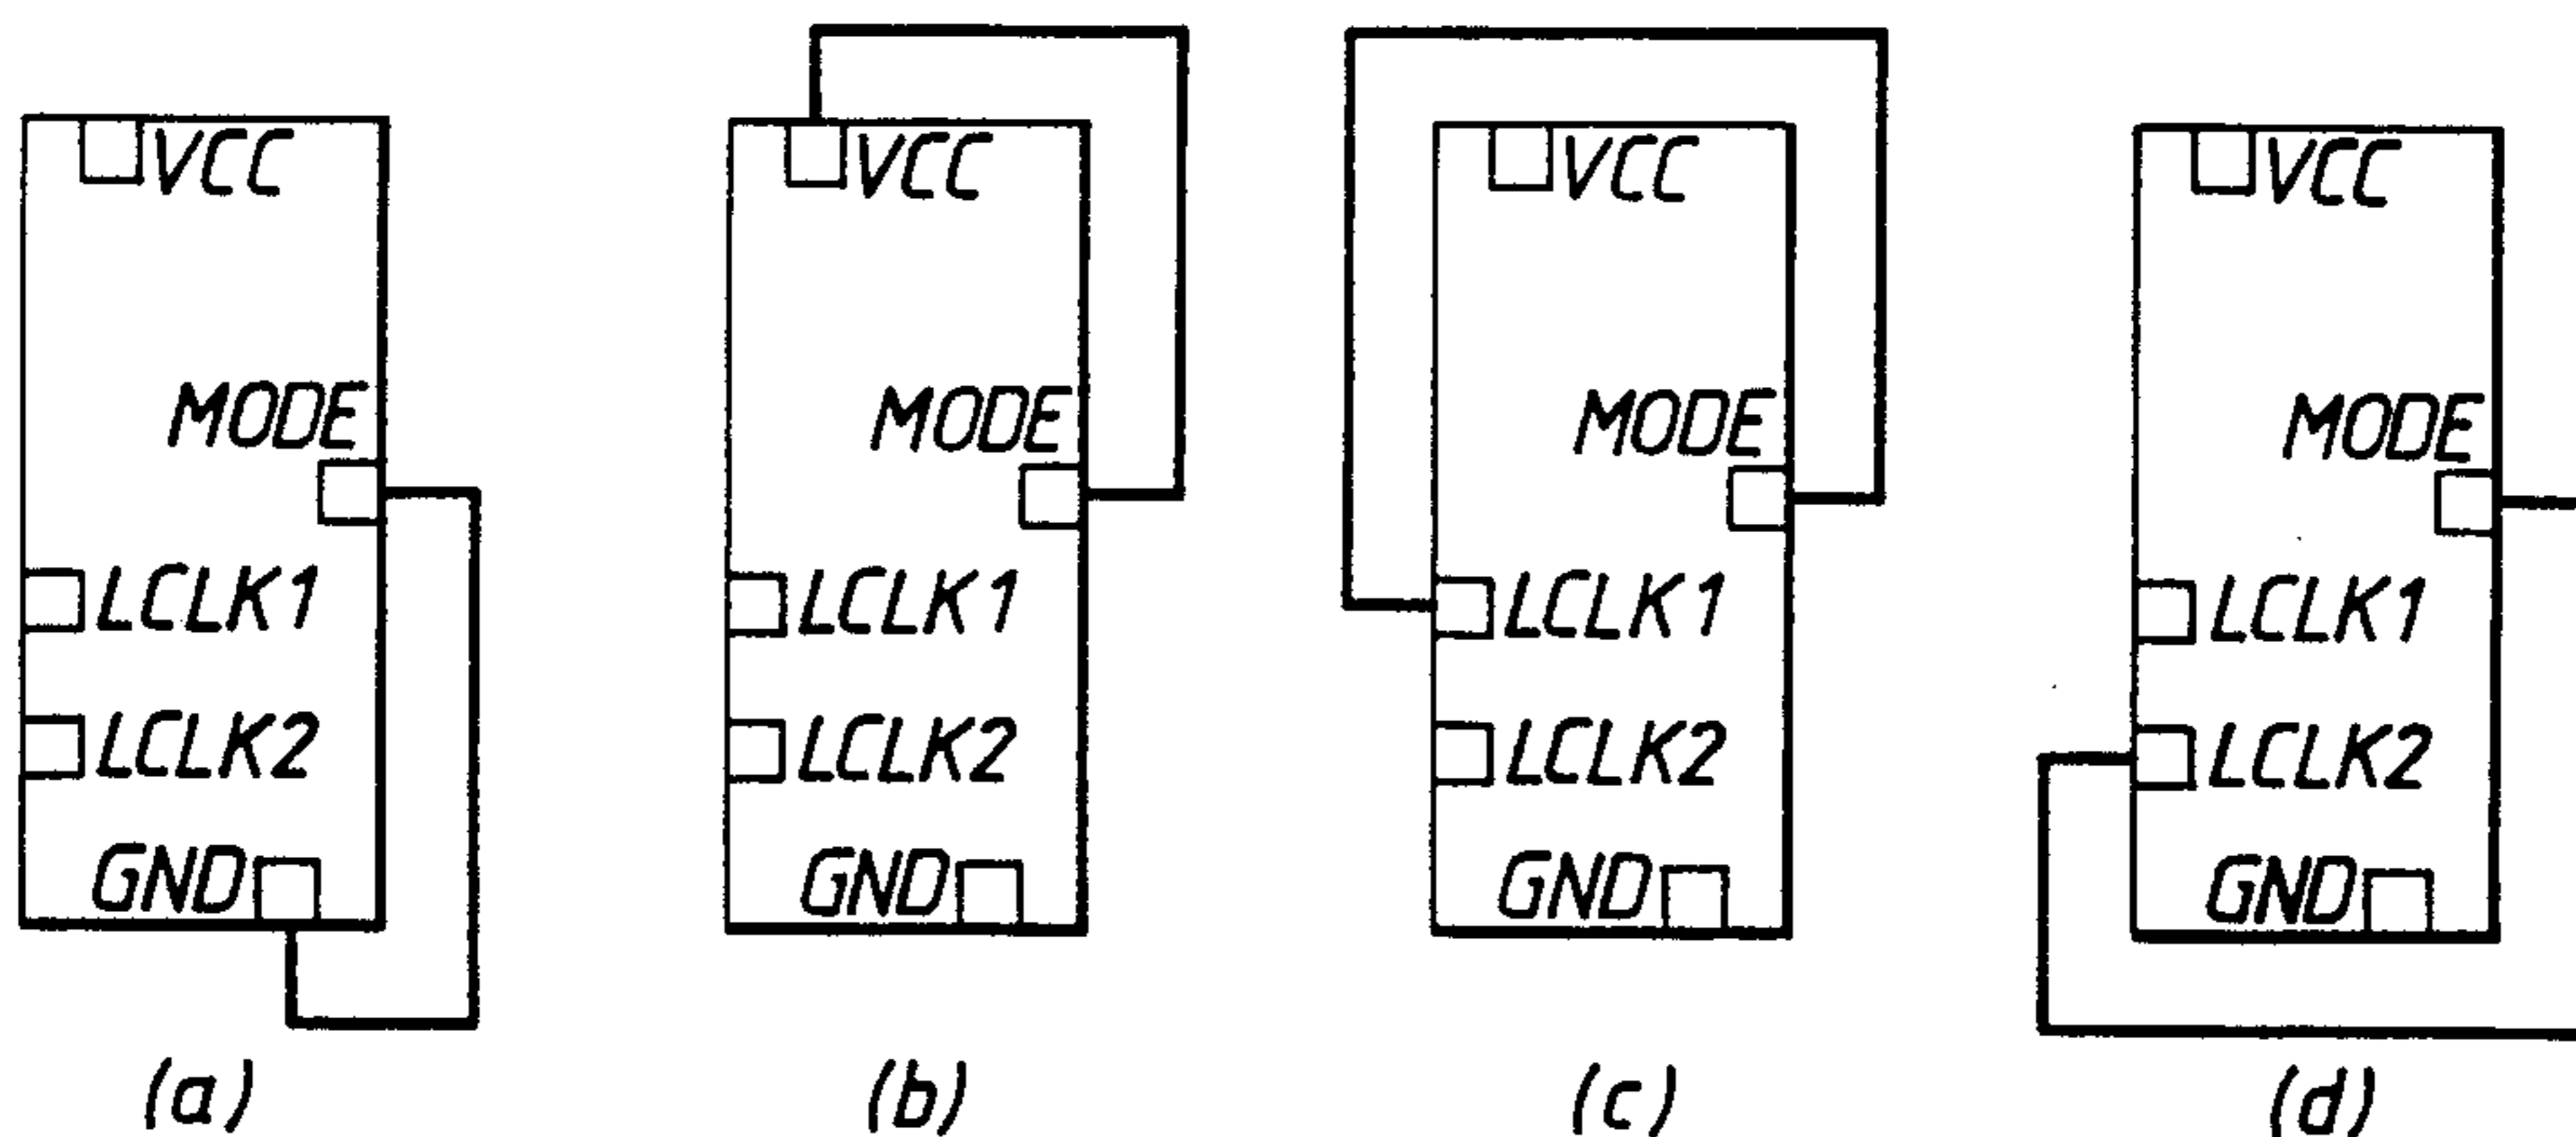 VCC
MODE
LCLK1
LCLK2
GND
(a)
VCC
MODE
LCLK1
LCLK2
GND
(b)
VCC
MODE
LCLK1
LCLK2
GND
(c)
VCC
MODE
LCLK1
LCLK2
GND
(d)